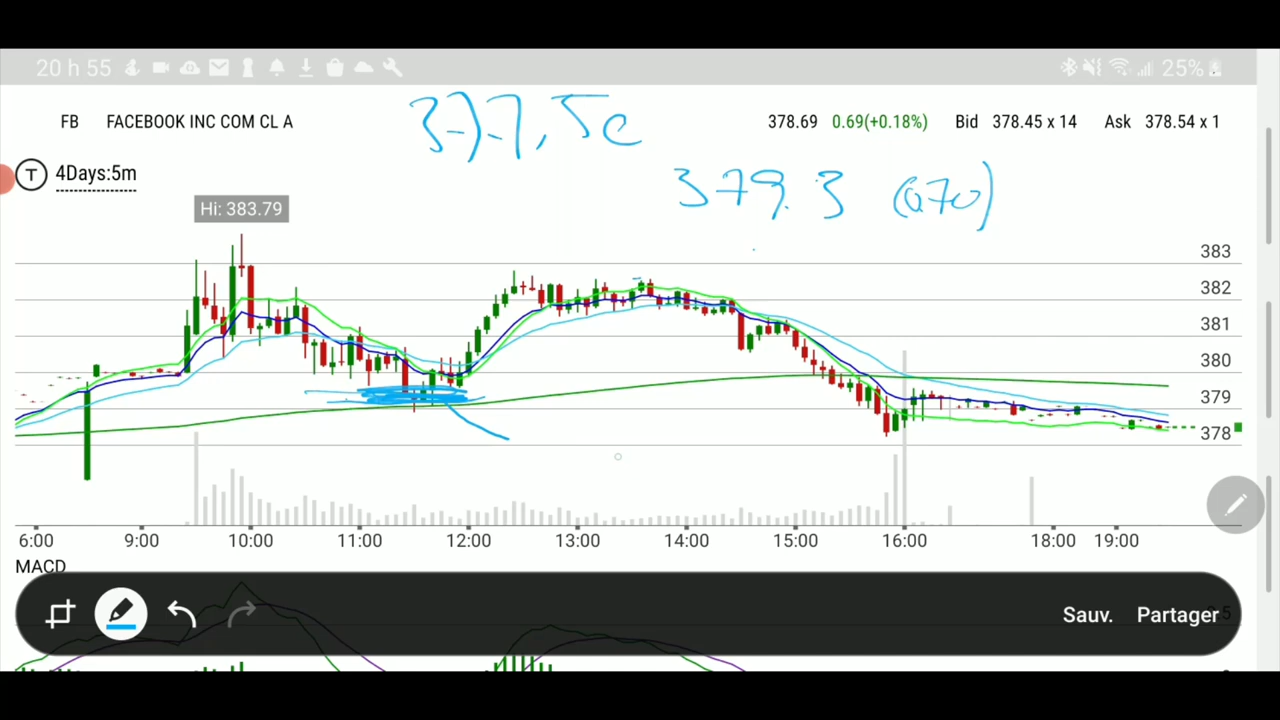 20 h 55 25%
377,5c
FB FACEBOOK INC COM CL A 378.69 0.69(+0.18%) Bid 378.45 x 14 Ask 378.54 x 1
T 4Days:5m
379.3 (0,70)
Hi: 383.79
383
382
381
380
379
378
6:00 9:00 10:00 11:00 12:00 13:00 14:00 15:00 16:00 18:00 19:00
MACD
Sauv. Partager